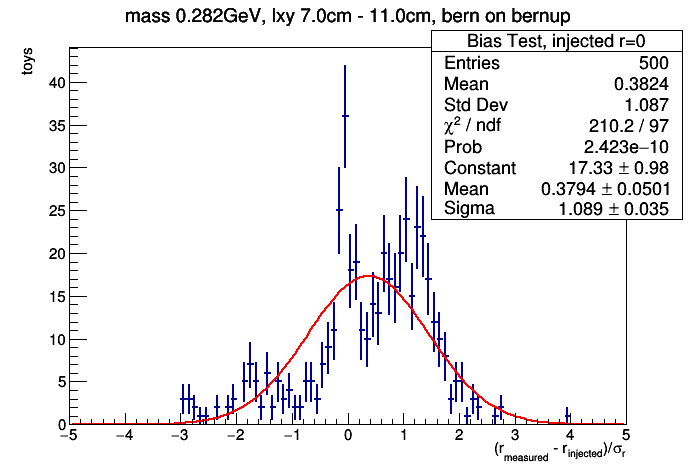 mass 0.282GeV, lxy 7.0cm - 11.0cm, bern on bernup
Bias Test, injected r=0
Entries 500
Mean 0.3824
Std Dev 1.087
χ² / ndf 210.2 / 97
Prob 2.423e−10
Constant 17.33 ± 0.98
Mean 0.3794 ± 0.0501
Sigma 1.089 ± 0.035
toys
40
35
30
25
20
15
10
5
0
−5 −4 −3 −2 −1 0 1 2 3 4 5
(r_measured - r_injected)/σ_r